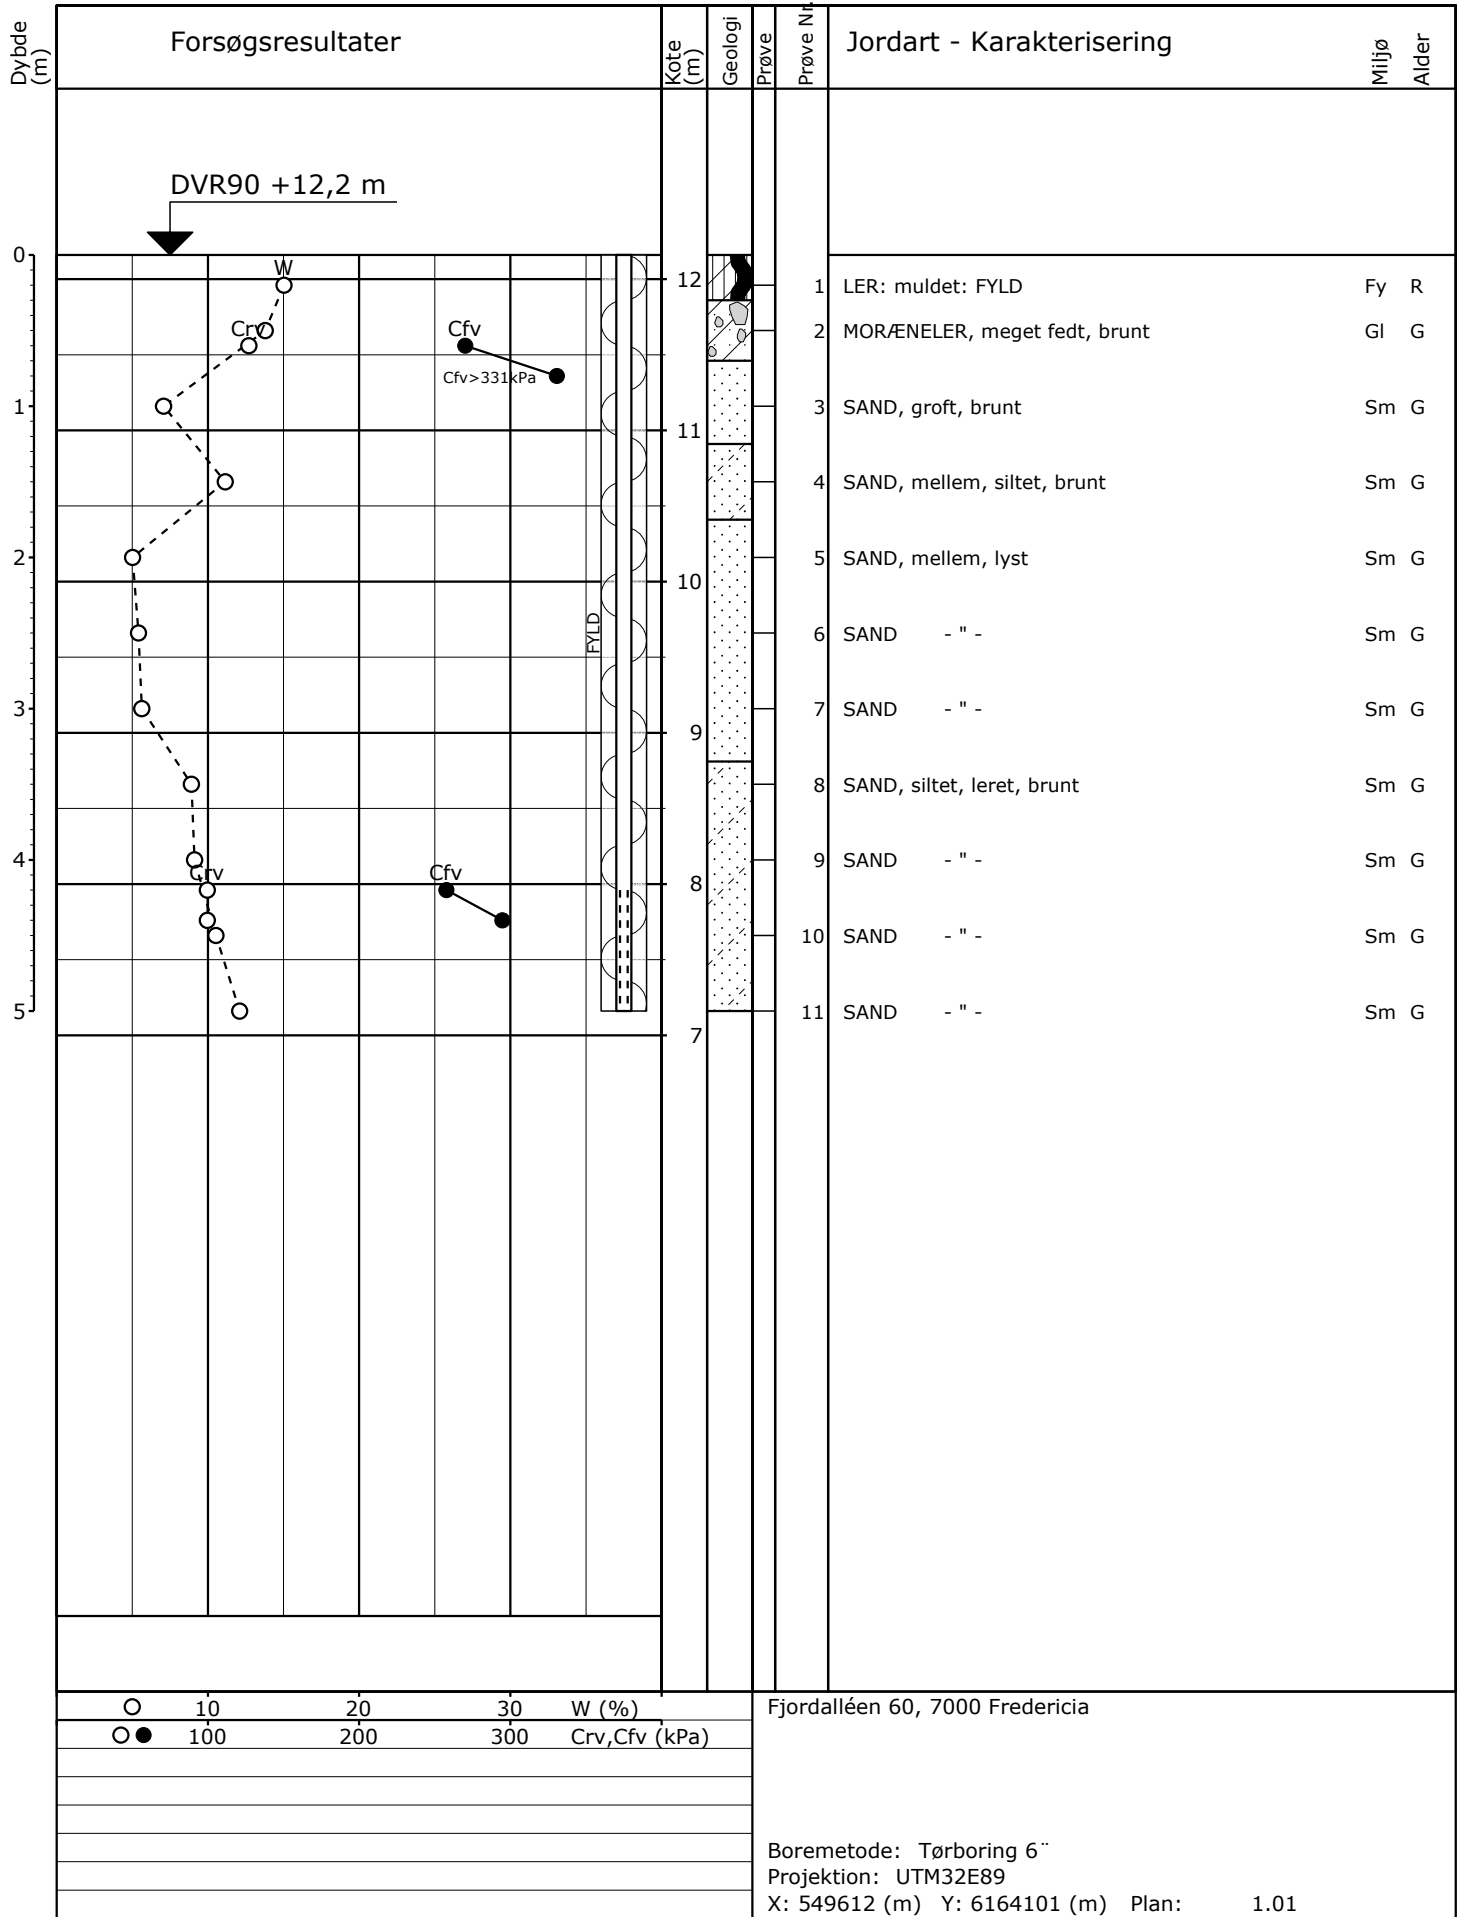 Dybde (m)
Forsøgsresultater
Kote (m)
Geologi
Prøve
Prøve Nr.
Jordart - Karakterisering
Miljø
Alder
DVR90 +12,2 m
0
W
12
1 LER: muldet: FYLD Fy R
Crv Cfv
2 MORÆNELER, meget fedt, brunt Gl G
Cfv>331kPa
1
3 SAND, groft, brunt Sm G
11
4 SAND, mellem, siltet, brunt Sm G
2
5 SAND, mellem, lyst Sm G
10
FYLD
6 SAND - " - Sm G
3
7 SAND - " - Sm G
9
8 SAND, siltet, leret, brunt Sm G
4
9 SAND - " - Sm G
Crv Cfv
8
10 SAND - " - Sm G
5
11 SAND - " - Sm G
7
10 20 30 W (%)
100 200 300 Crv,Cfv (kPa)
Fjordalléen 60, 7000 Fredericia
Boremetode: Tørboring 6¨
Projektion: UTM32E89
X: 549612 (m) Y: 6164101 (m) Plan: 1.01